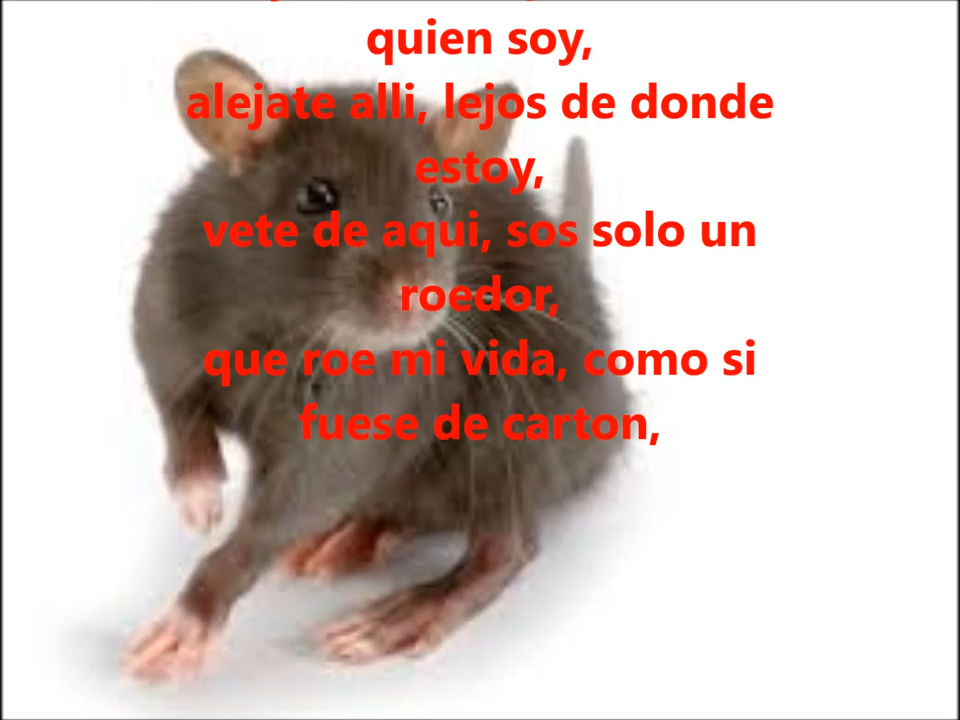 quien soy,
alejate alli, lejos de donde
estoy,
vete de aqui, sos solo un
roedor,
que roe mi vida, como si
fuese de carton,